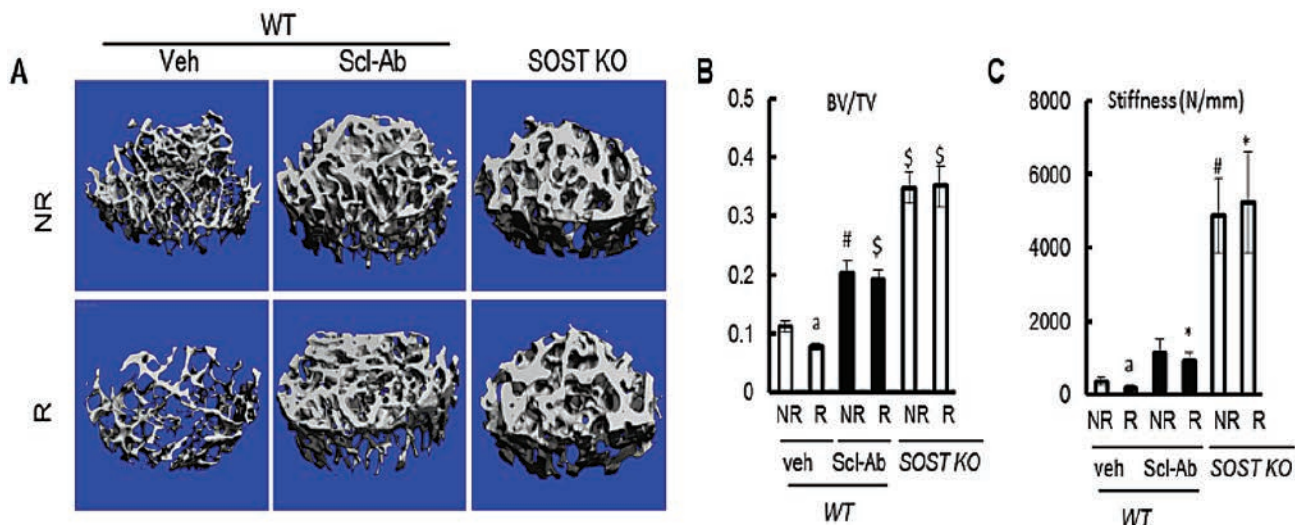 WT
Veh Scl-Ab SOST KO
A
NR
R
B
BV/TV
0.5
0.4
0.3
0.2
0.1
0
a
#
$
$
$
NR R NR R NR R
veh Scl-Ab SOST KO
WT
C
Stiffness (N/mm)
8000
6000
4000
2000
0
a
*
#
*
NR R NR R NR R
veh Scl-Ab SOST KO
WT